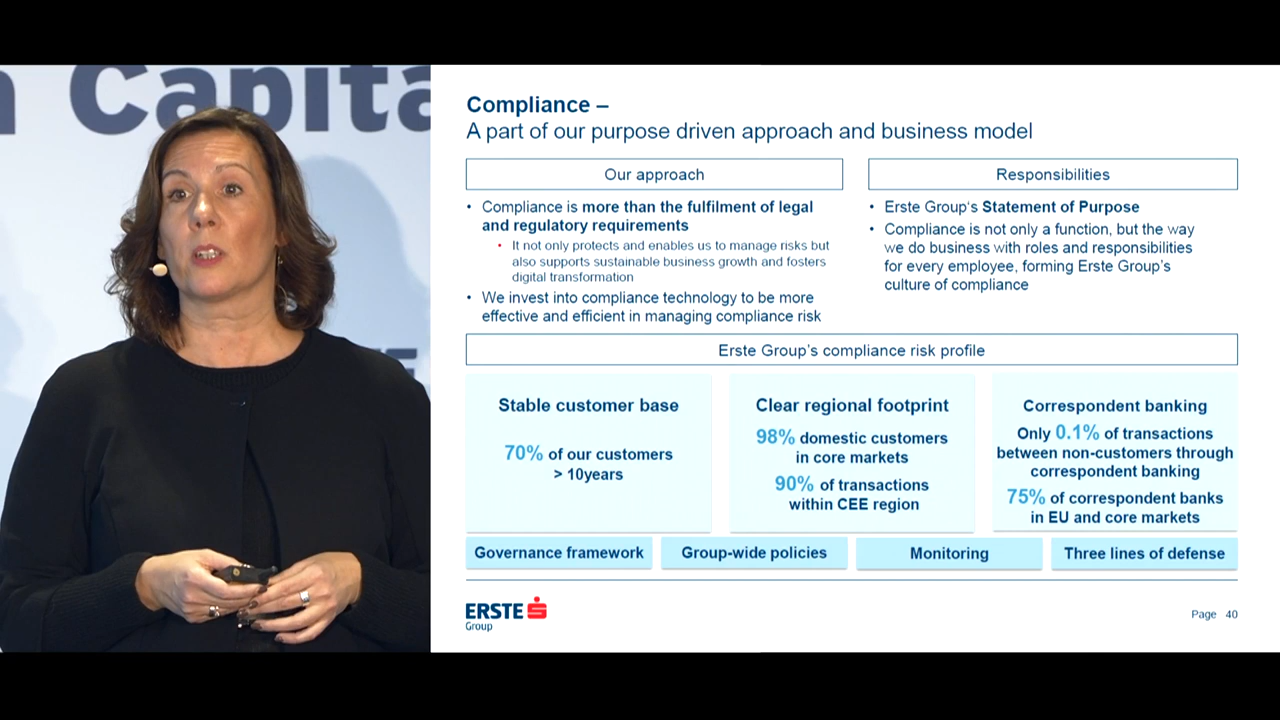 Capita
Compliance –
A part of our purpose driven approach and business model
Our approach
• Compliance is more than the fulfilment of legal
and regulatory requirements
• It not only protects and enables us to manage risks but
also supports sustainable business growth and fosters
digital transformation
• We invest into compliance technology to be more
effective and efficient in managing compliance risk
Responsibilities
• Erste Group‘s Statement of Purpose
• Compliance is not only a function, but the way
we do business with roles and responsibilities
for every employee, forming Erste Group’s
culture of compliance
Erste Group’s compliance risk profile
Stable customer base
70% of our customers
> 10years
Clear regional footprint
98% domestic customers
in core markets
90% of transactions
within CEE region
Correspondent banking
Only 0.1% of transactions
between non-customers through
correspondent banking
75% of correspondent banks
in EU and core markets
Governance framework
Group-wide policies
Monitoring
Three lines of defense
ERSTE
Group
Page 40